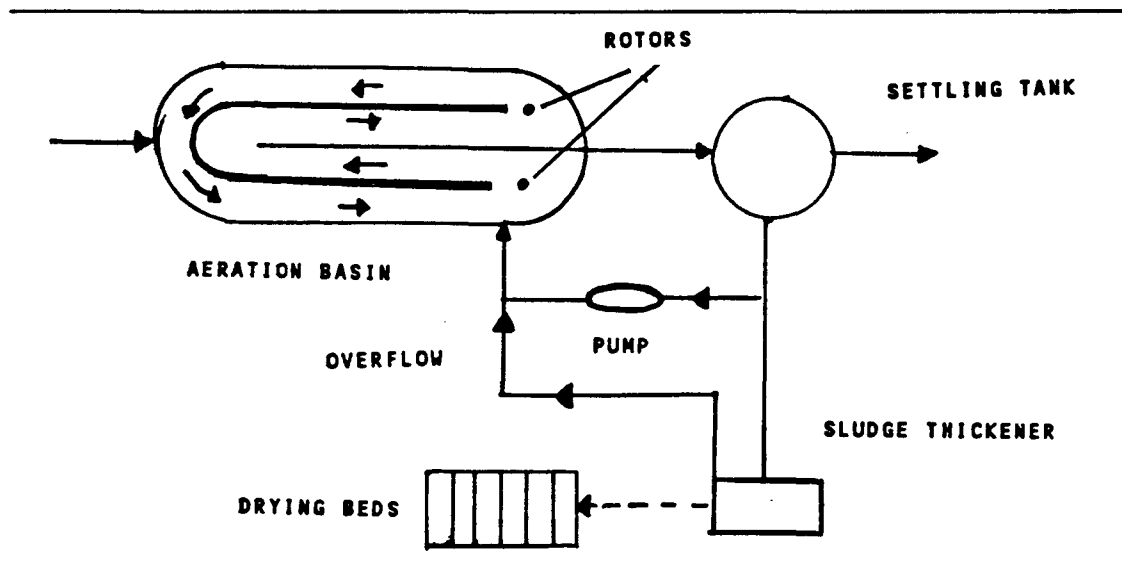 ROTORS
SETTLING TANK
AERATION BASIN
PUMP
OVERFLOW
SLUDGE THICKENER
DRYING BEDS